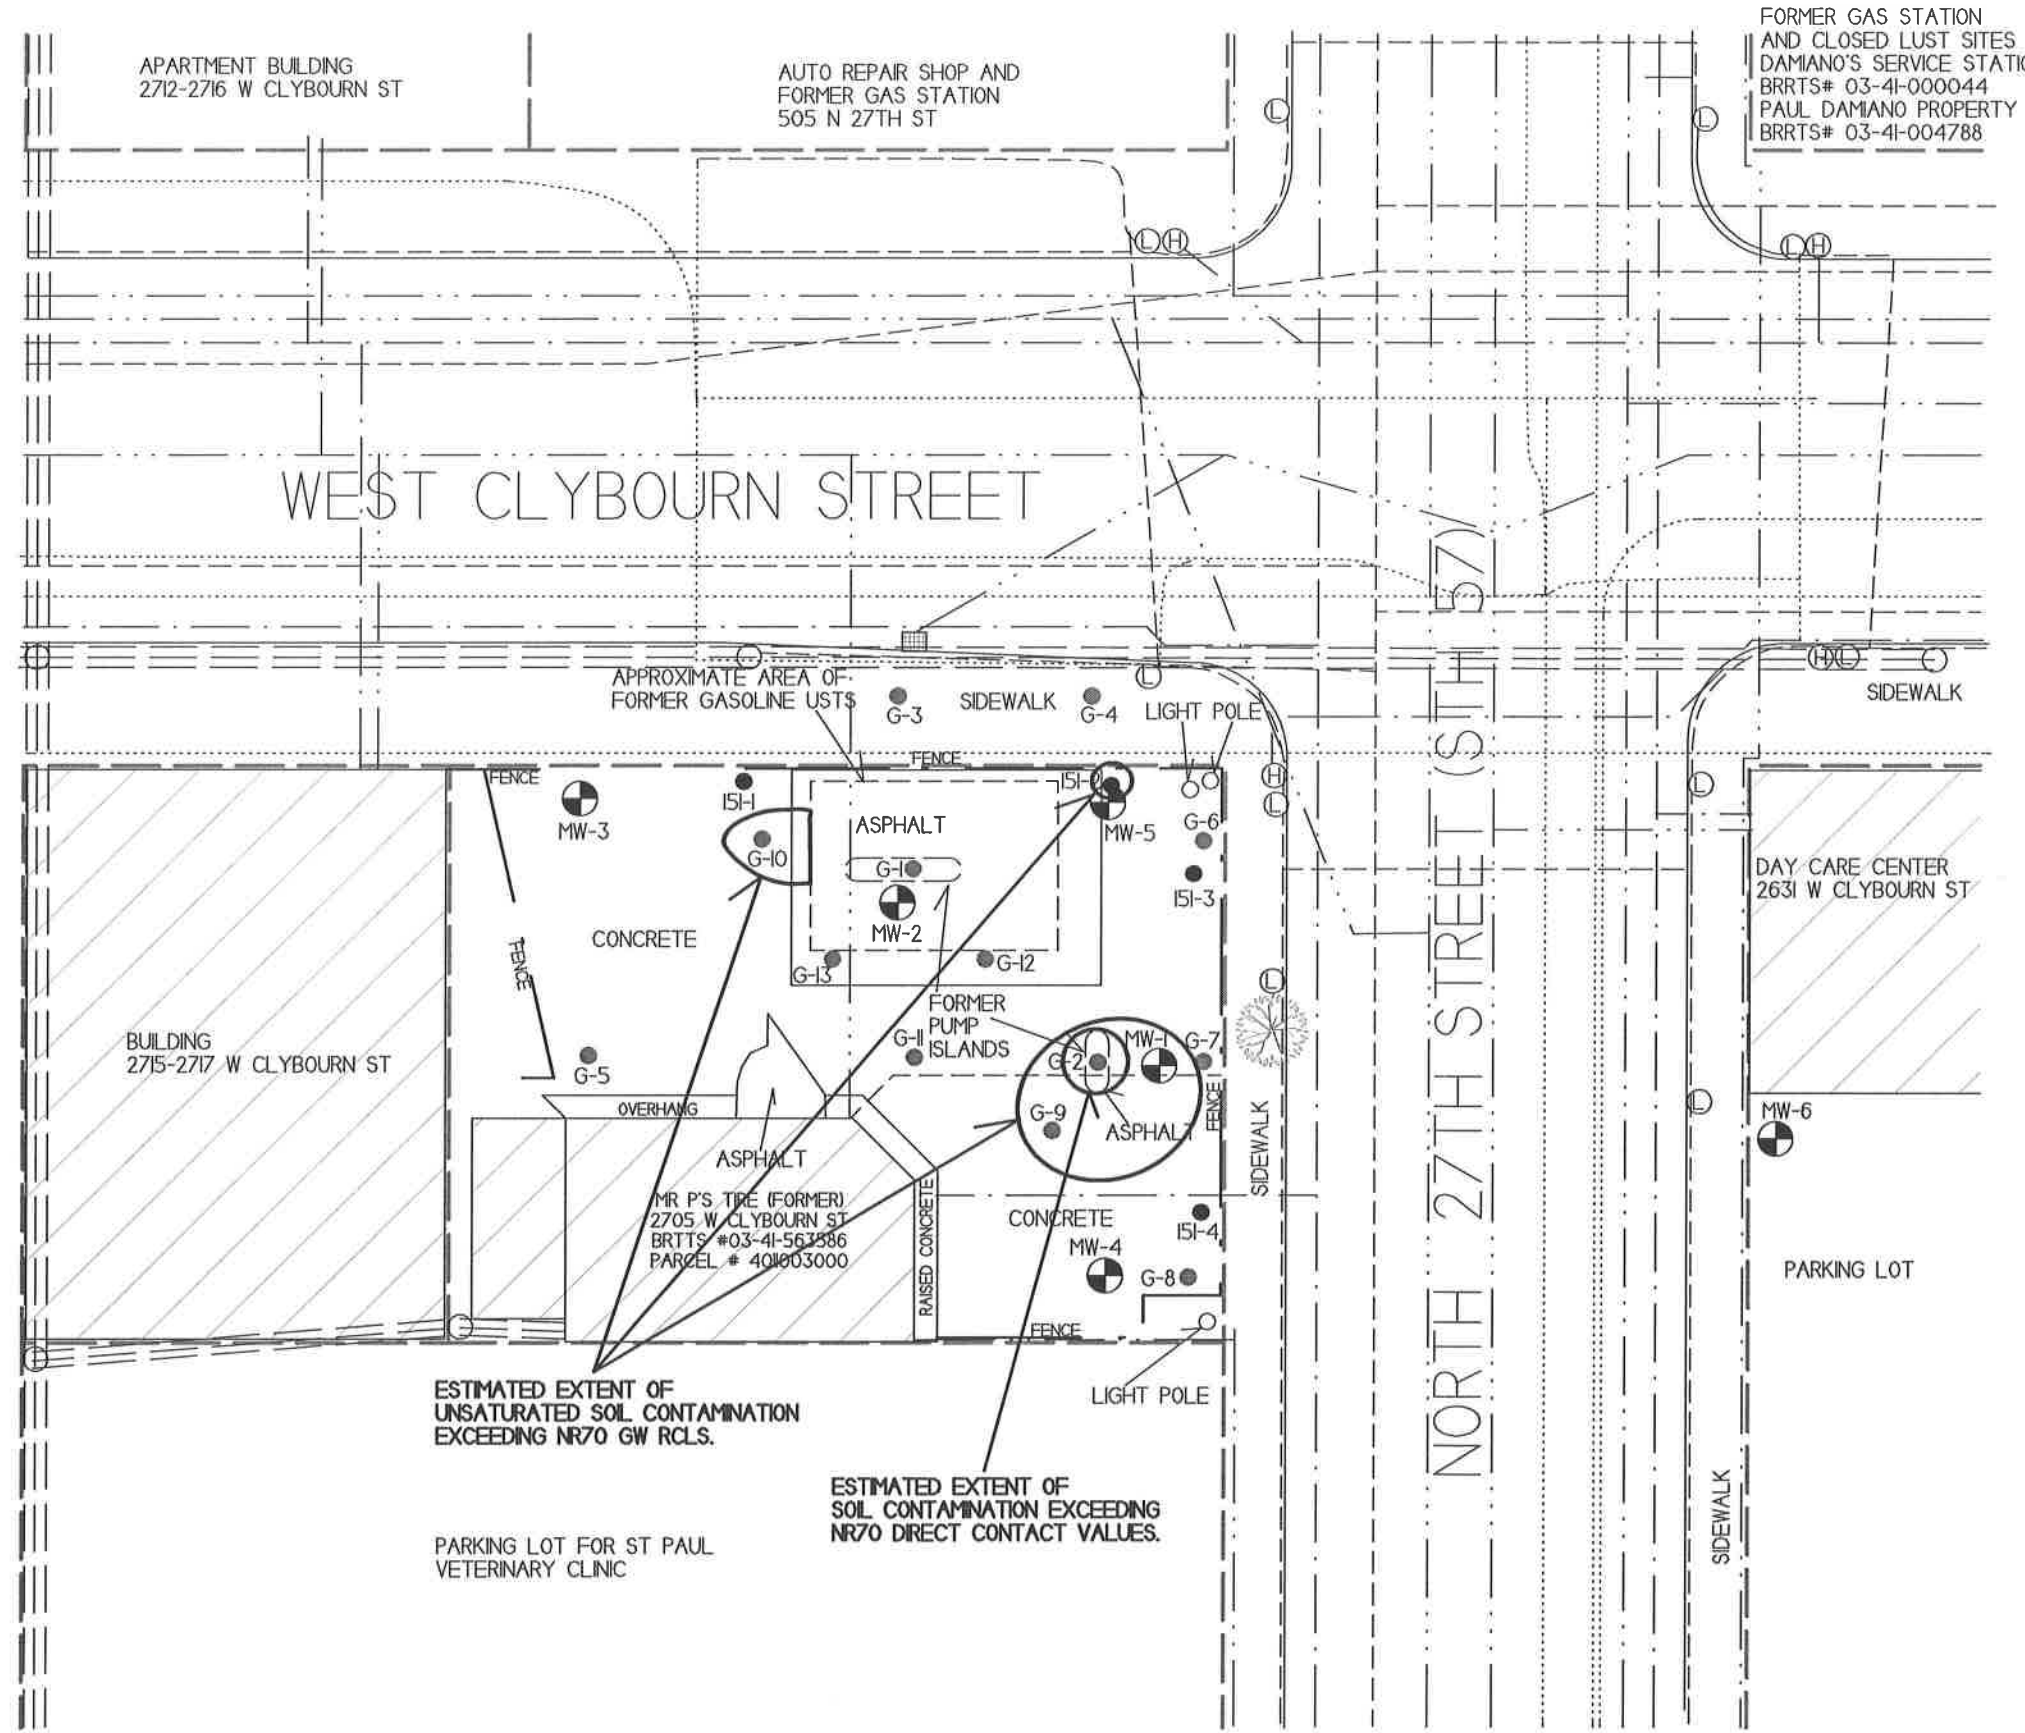 FORMER GAS STATION
AND CLOSED LUST SITES
DAMIANO'S SERVICE
BRRTS# 03-41-000044
PAUL DAMIANO PROPERTY
BRRTS# 03-41-004788
APARTMENT BUILDING
2712-2716 W CLYBOURN ST
AUTO REPAIR SHOP AND
FORMER GAS STATION
505 N 27TH ST
L
L
L H
L H
WEST CLYBOURN STREET
NORTH 27TH STREET (STH 57)
APPROXIMATE AREA OF
FORMER GASOLINE USTS
G-3
SIDEWALK
G-4
L
LIGHT POLE
H L
SIDEWALK
FENCE
FENCE
MW-3
151-1
ASPHALT
151-2
MW-5
H
L
L
G-6
G-10
G-1
151-3
MW-2
DAY CARE CENTER
2631 W CLYBOURN ST
CONCRETE
FENCE
G-13
G-12
L
FORMER
PUMP
ISLANDS
BUILDING
2715-2717 W CLYBOURN ST
G-5
G-11
G-2
MW-1
G-7
OVERHANG
G-9
ASPHALT
FENCE
SIDEWALK
L
MW-6
ASPHALT
MR P'S TIRE (FORMER)
2705 W CLYBOURN ST
BRTTS #03-41-563586
PARCEL # 4011003000
RAISED CONCRETE
CONCRETE
151-4
MW-4
G-8
PARKING LOT
FENCE
LIGHT POLE
ESTIMATED EXTENT OF
UNSATURATED SOIL CONTAMINATION
EXCEEDING NR70 GW RCLS.
ESTIMATED EXTENT OF
SOIL CONTAMINATION EXCEEDING
NR70 DIRECT CONTACT VALUES.
SIDEWALK
PARKING LOT FOR ST PAUL
VETERINARY CLINIC